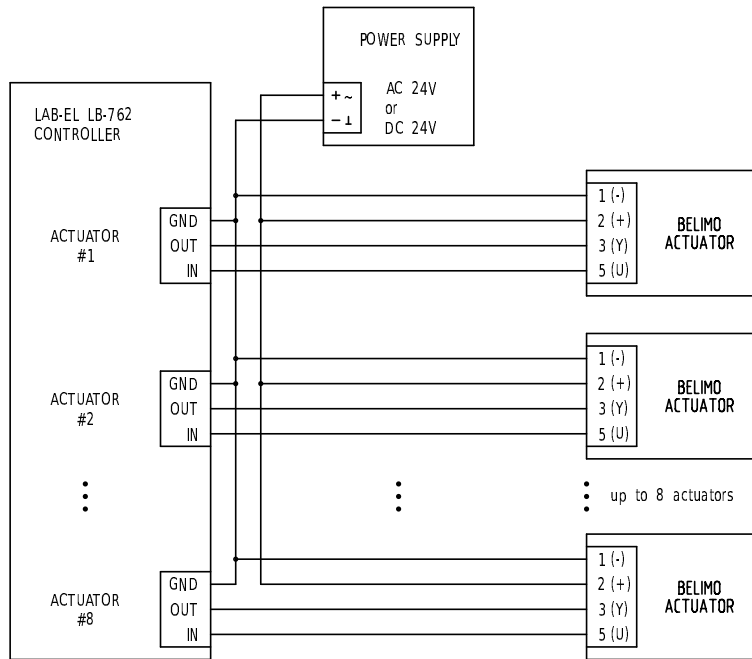 POWER SUPPLY
+ ~
AC 24V
or
- ⊥
DC 24V
LAB-EL LB-762
CONTROLLER
ACTUATOR
#1
GND
OUT
IN
1 (-)
2 (+)
3 (Y)
5 (U)
BELIMO
ACTUATOR
ACTUATOR
#2
GND
OUT
IN
1 (-)
2 (+)
3 (Y)
5 (U)
BELIMO
ACTUATOR
up to 8 actuators
ACTUATOR
#8
GND
OUT
IN
1 (-)
2 (+)
3 (Y)
5 (U)
BELIMO
ACTUATOR